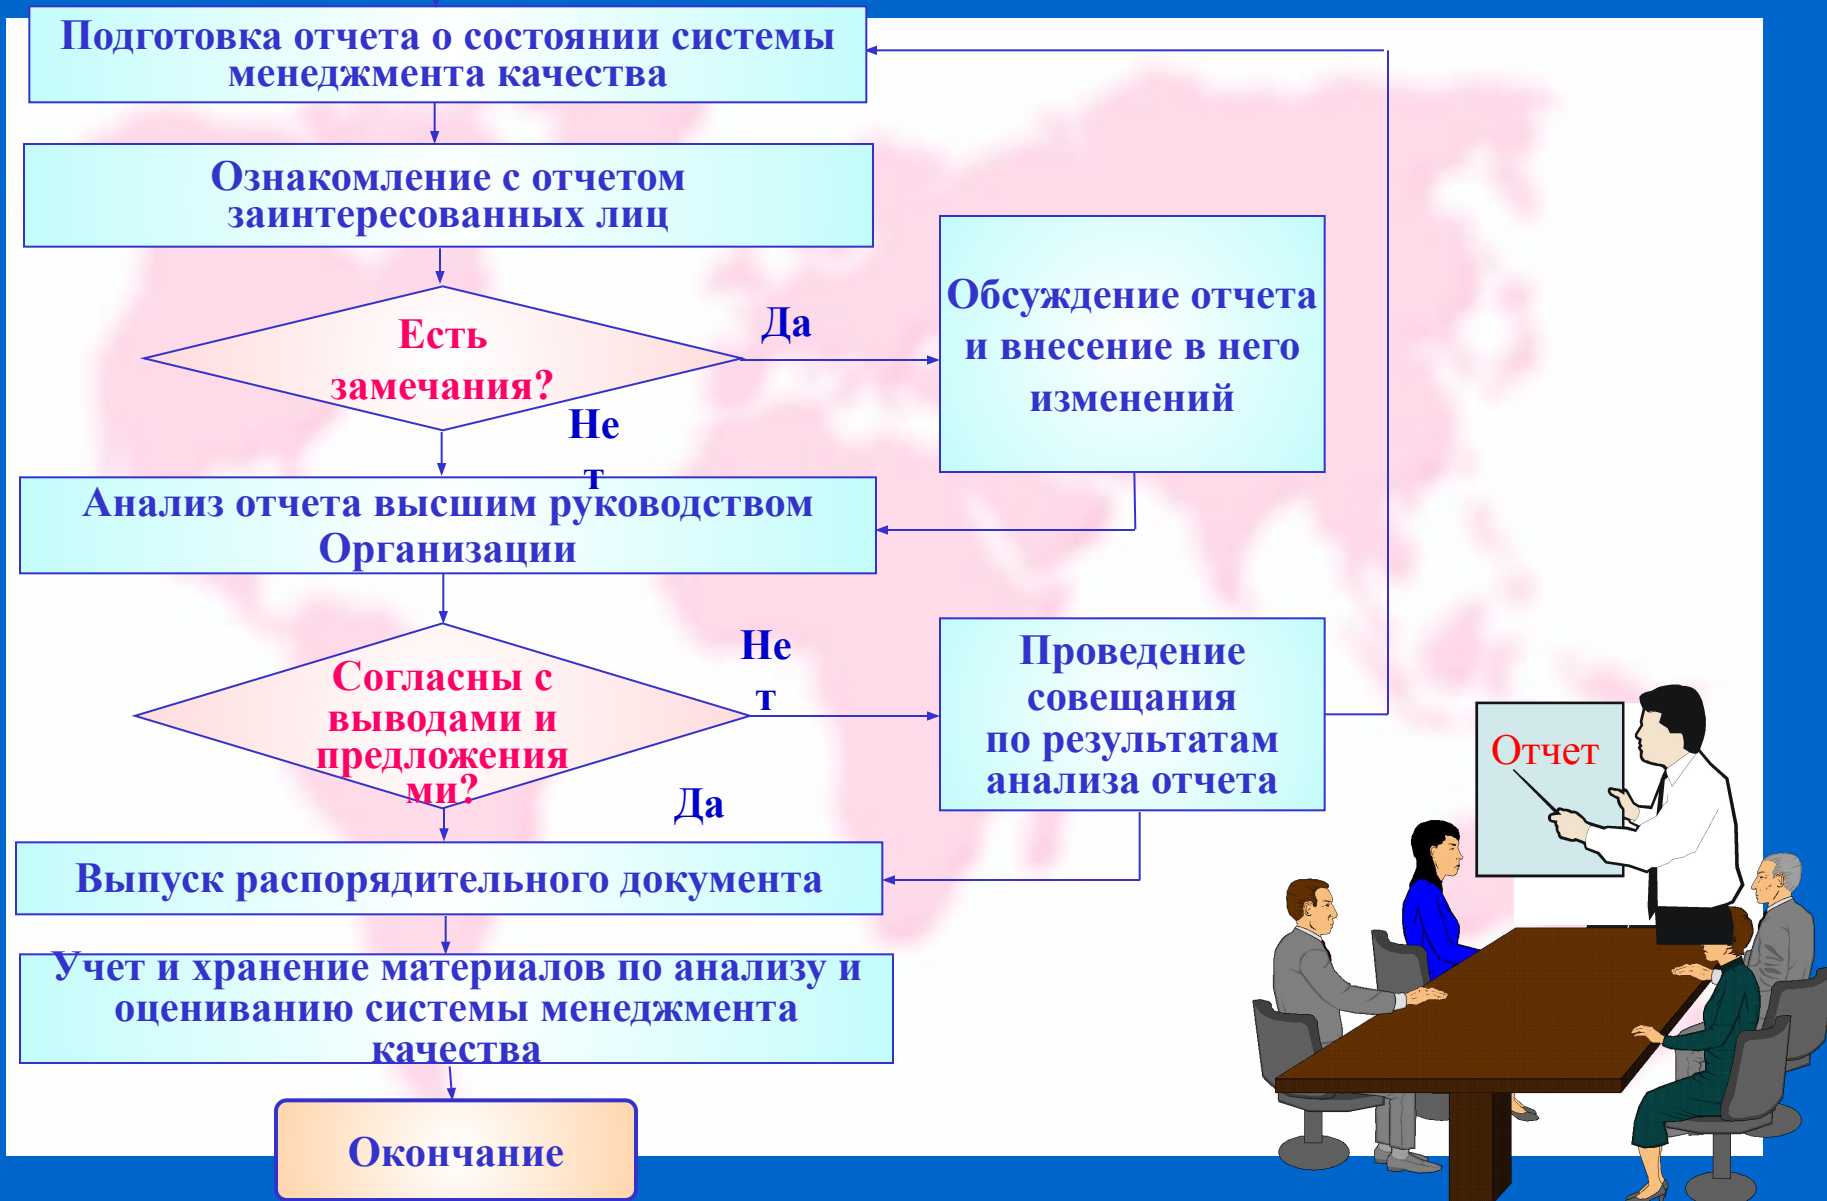 Подготовка отчета о состоянии системы
менеджмента качества
Ознакомление с отчетом
заинтересованных лиц
Есть
замечания?
Да
Не
т
Обсуждение отчета
и внесение в него
изменений
Анализ отчета высшим руководством
Организации
Согласны с
выводами и
предложения
ми?
Не
т
Да
Проведение
совещания
по результатам
анализа отчета
Выпуск распорядительного документа
Учет и хранение материалов по анализу и
оцениванию системы менеджмента
качества
Окончание
Отчет